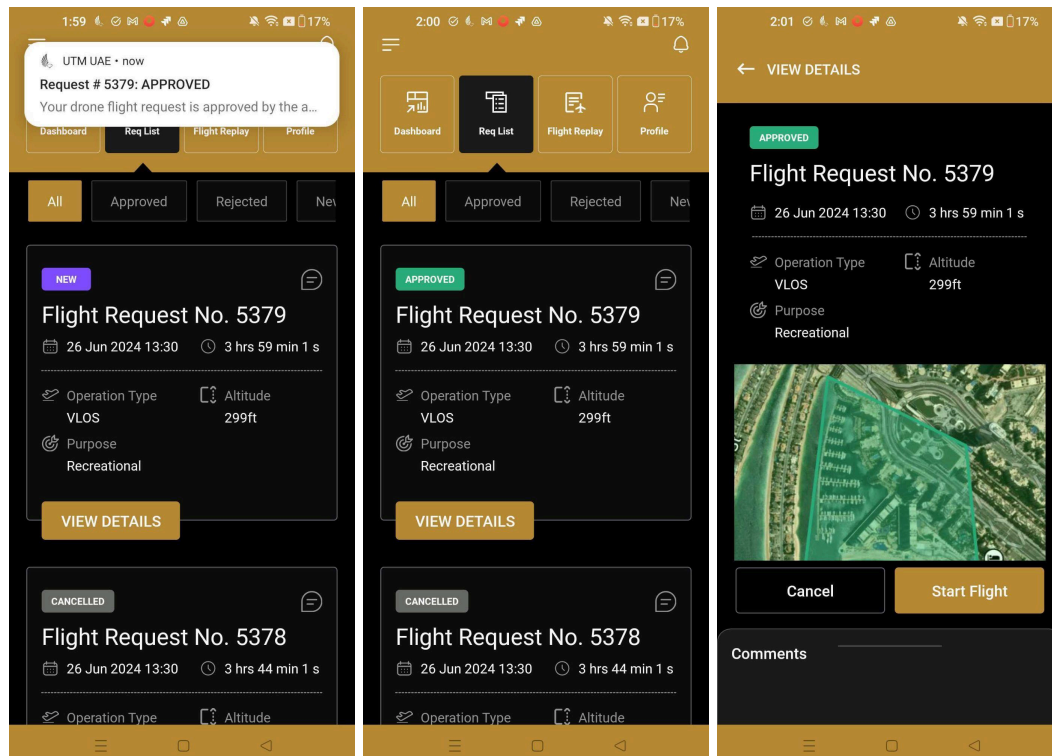 1:59
17%
UTM UAE • now
Request # 5379: APPROVED
Your drone flight request is approved by the a...
Dashboard
Req List
Flight Replay
Profile
All
Approved
Rejected
New
NEW
Flight Request No. 5379
26 Jun 2024 13:30
3 hrs 59 min 1 s
Operation Type
Altitude
VLOS
299ft
Purpose
Recreational
VIEW DETAILS
CANCELLED
Flight Request No. 5378
26 Jun 2024 13:30
3 hrs 44 min 1 s
Operation Type
Altitude
2:00
17%
Dashboard
Req List
Flight Replay
Profile
All
Approved
Rejected
New
APPROVED
Flight Request No. 5379
26 Jun 2024 13:30
3 hrs 59 min 1 s
Operation Type
Altitude
VLOS
299ft
Purpose
Recreational
VIEW DETAILS
CANCELLED
Flight Request No. 5378
26 Jun 2024 13:30
3 hrs 44 min 1 s
Operation Type
Altitude
2:01
17%
VIEW DETAILS
APPROVED
Flight Request No. 5379
26 Jun 2024 13:30
3 hrs 59 min 1 s
Operation Type
Altitude
VLOS
299ft
Purpose
Recreational
St
Cancel
Start Flight
Comments